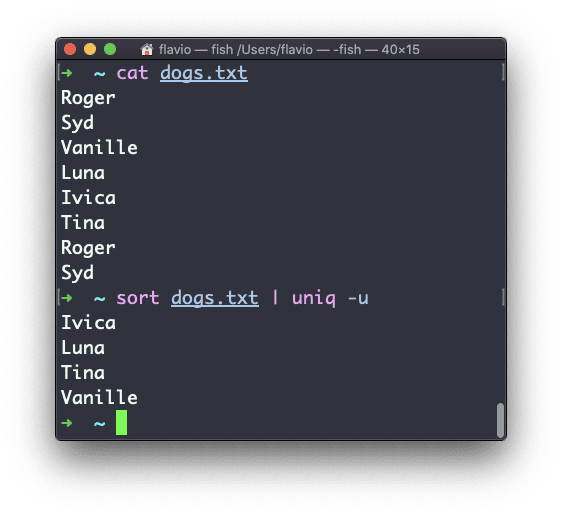 flavio — fish /Users/flavio — -fish — 40×15
➜  ~ cat dogs.txt
Roger
Syd
Vanille
Luna
Ivica
Tina
Roger
Syd
➜  ~ sort dogs.txt | uniq -u
Ivica
Luna
Tina
Vanille
➜  ~